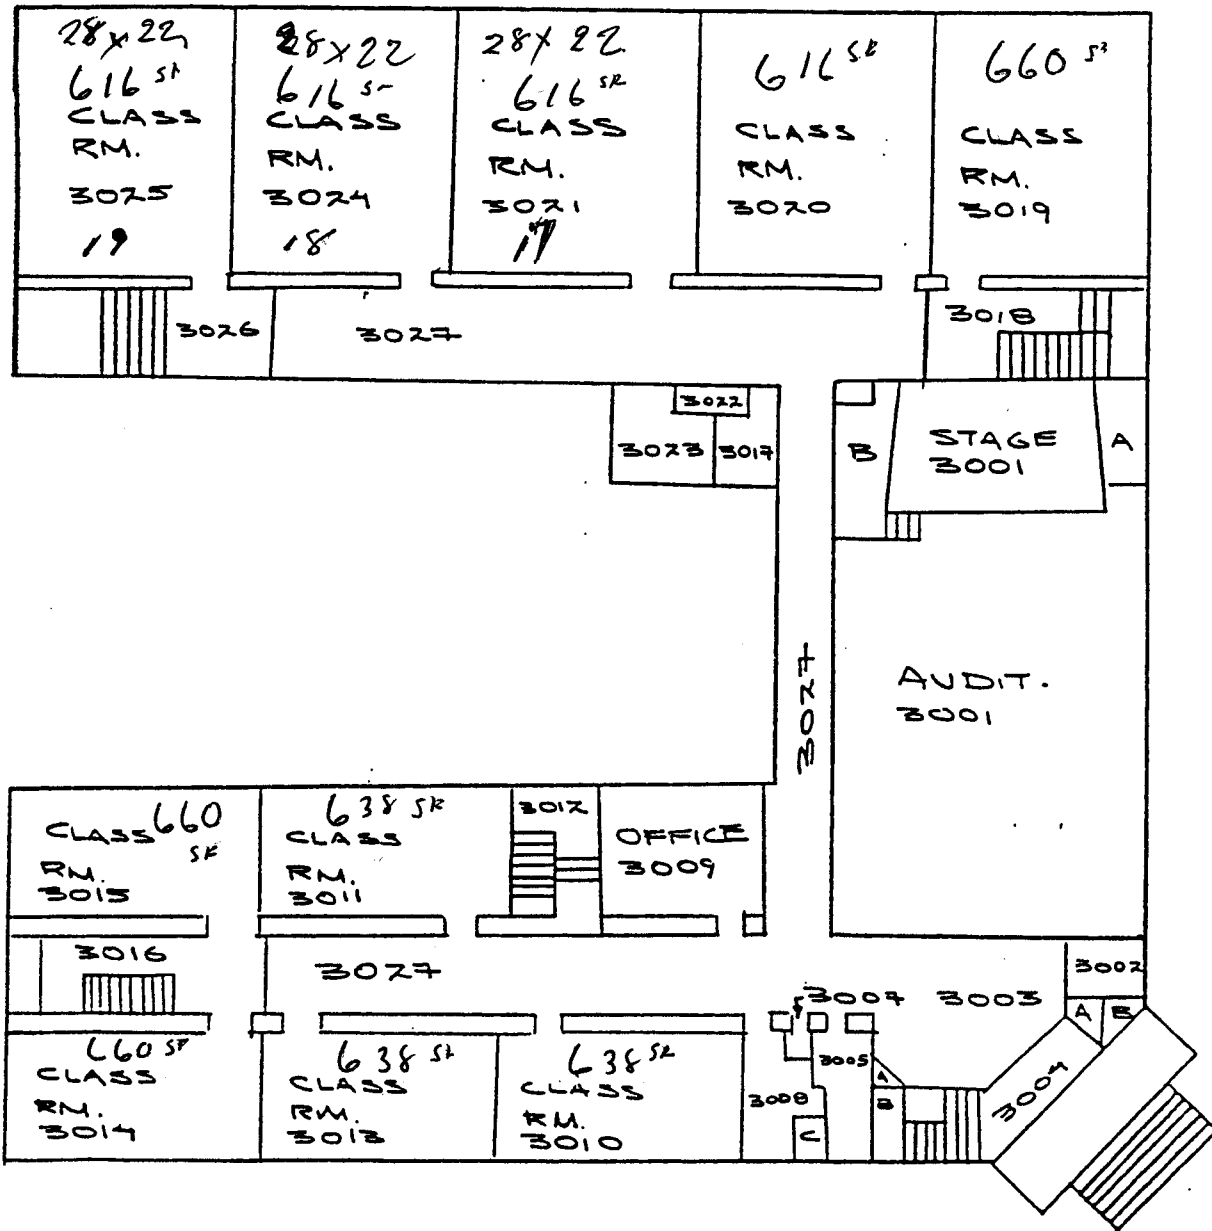 28x22
616 SF
CLASS
RM.
3025
19
28x22
616 SF
CLASS
RM.
3024
18
28x22
616 SF
CLASS
RM.
3021
17
616 SF
CLASS
RM.
3020
660 SF
CLASS
RM.
3019
3026
3027
3018
3022
3023
3017
B
STAGE
3001
A
3027
AUDIT.
3001
CLASS 660
SF
RM.
3015
638 SF
CLASS
RM.
3011
3012
OFFICE
3009
3016
3027
3007
3003
3002
A
B
660 SF
CLASS
RM.
3014
638 SF
CLASS
RM.
3013
638 SF
CLASS
RM.
3010
3008
C
3005
A
B
3004